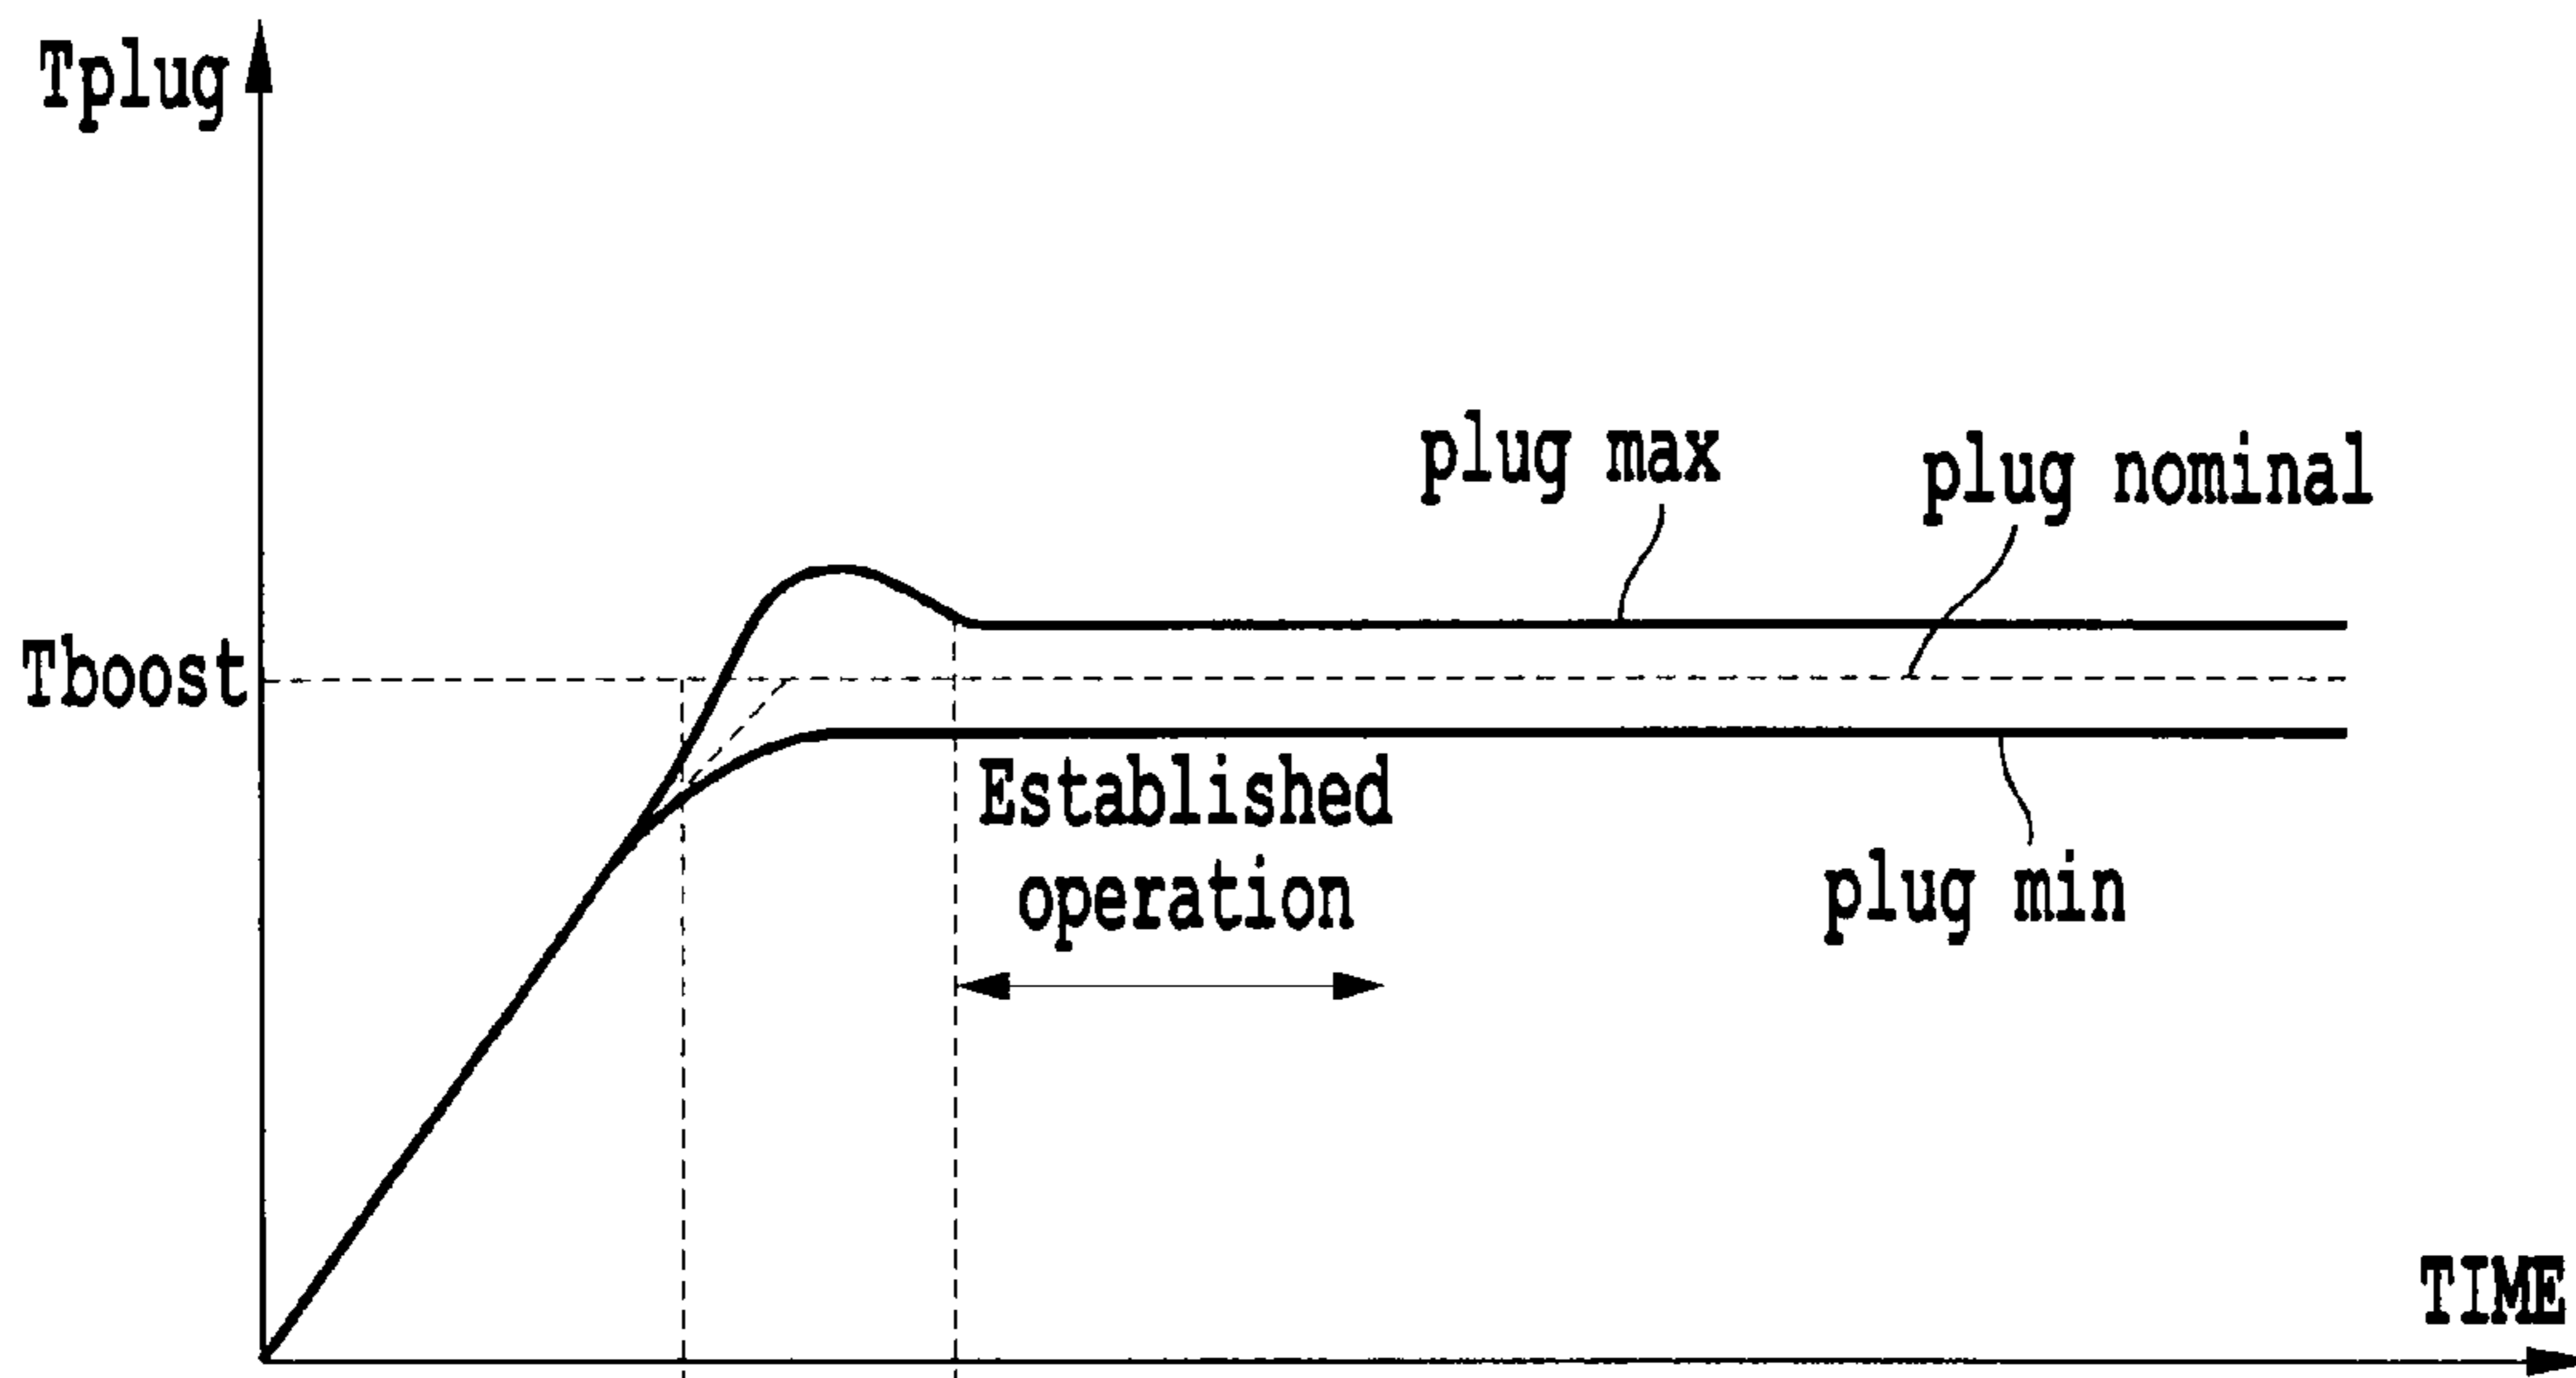 Tplug
plug max
plug nominal
Tboost
Established
operation
plug min
TIME